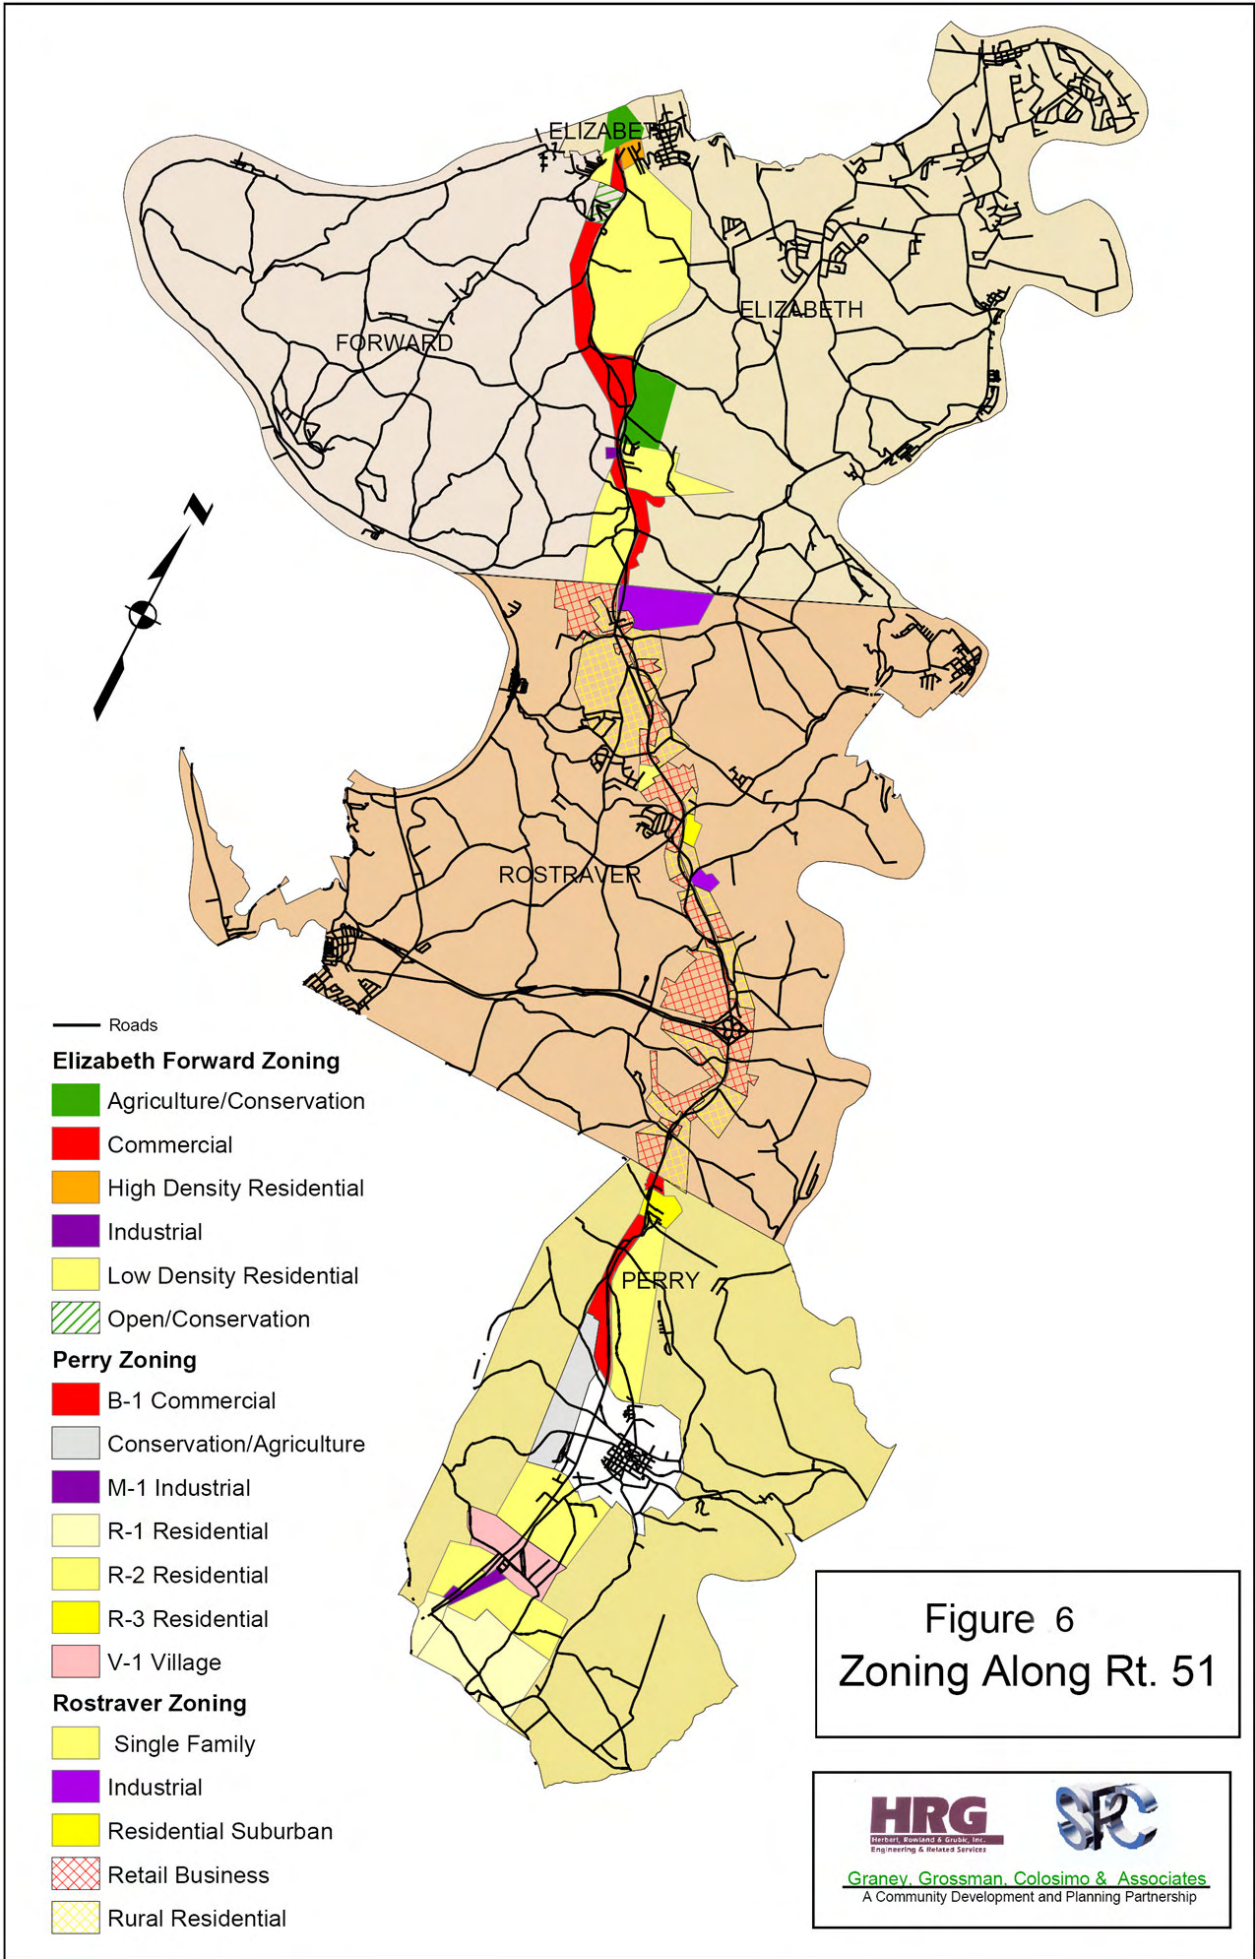 ELIZABETH
ELIZABETH
FORWARD
N
ROSTRAVER
PERRY
Roads
Elizabeth Forward Zoning
Agriculture/Conservation
Commercial
High Density Residential
Industrial
Low Density Residential
Open/Conservation
Perry Zoning
B-1 Commercial
Conservation/Agriculture
M-1 Industrial
R-1 Residential
R-2 Residential
R-3 Residential
V-1 Village
Rostraver Zoning
Single Family
Industrial
Residential Suburban
Retail Business
Rural Residential
Figure 6
Zoning Along Rt. 51
HRG
Herbert, Rowland & Grubic, Inc.
Engineering & Related Services
SPC
Graney, Grossman, Colosimo & Associates
A Community Development and Planning Partnership